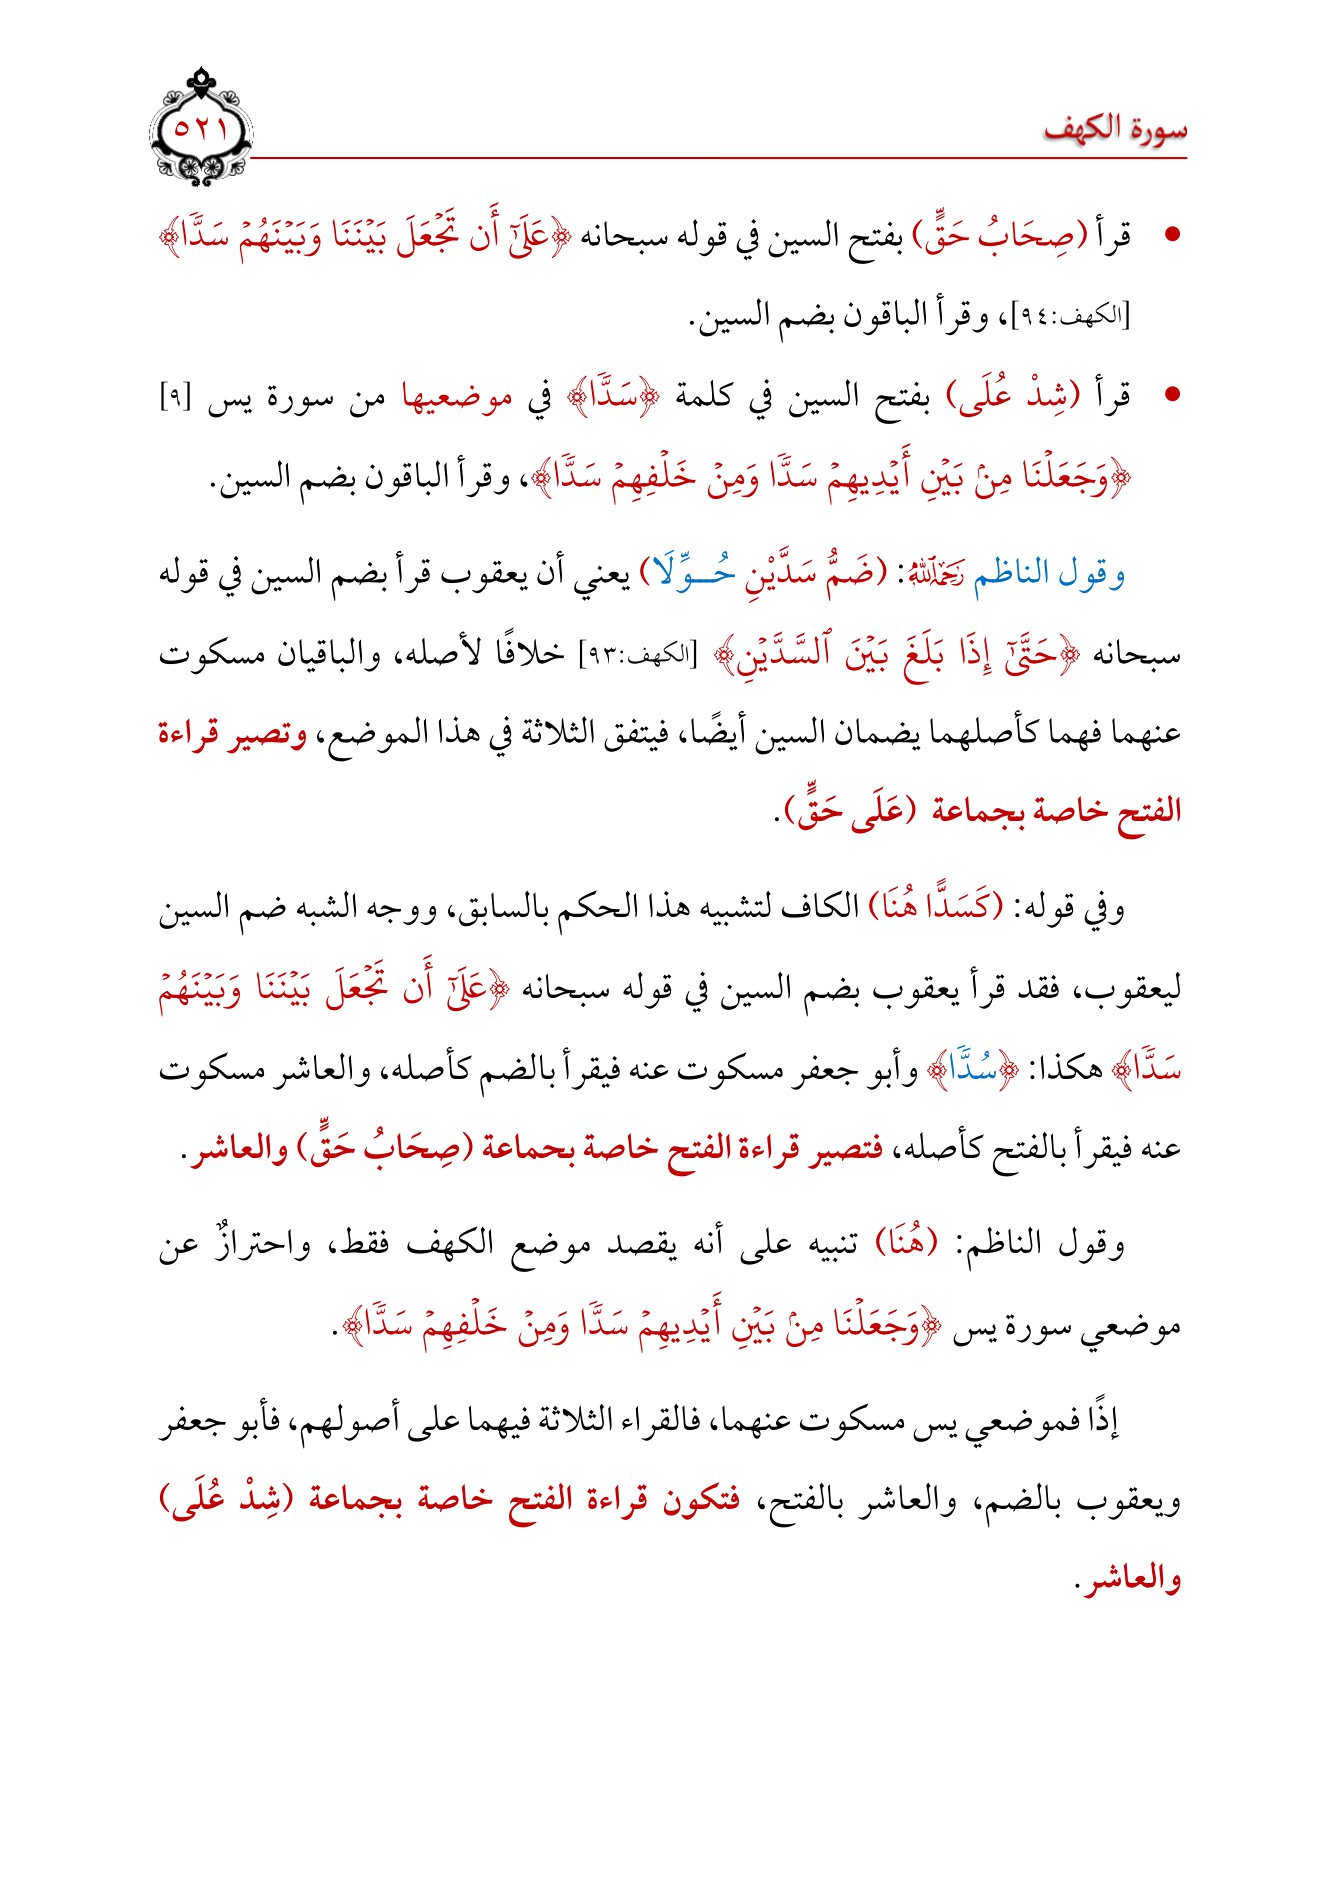 سورة الكهف
٥٢١
• قرأ (صِحَابُ حَقٍّ) بفتح السين في قوله سبحانه ﴿عَلَىٰٓ أَن تَجۡعَلَ بَيۡنَنَا وَبَيۡنَهُمۡ سَدّٗا﴾
[الكهف:٩٤]، وقرأ الباقون بضم السين.
• قرأ (شِدْ عُلَى) بفتح السين في كلمة ﴿سَدّٗا﴾ في موضعيها من سورة يس [٩]
﴿وَجَعَلۡنَا مِنۢ بَيۡنِ أَيۡدِيهِمۡ سَدّٗا وَمِنۡ خَلۡفِهِمۡ سَدّٗا﴾، وقرأ الباقون بضم السين.
وقول الناظم رَحِمَهُ ٱللَّهُ: (ضَمُّ سَدَّيْنِ حُـوِّلَا) يعني أن يعقوب قرأ بضم السين في قوله
سبحانه ﴿حَتَّىٰٓ إِذَا بَلَغَ بَيۡنَ ٱلسَّدَّيۡنِ﴾ [الكهف:٩٣] خلافًا لأصله، والباقيان مسكوت
عنهما فهما كأصلهما يضمان السين أيضًا، فيتفق الثلاثة في هذا الموضع، وتصير قراءة
الفتح خاصة بجماعة (عَلَى حَقٍّ).
وفي قوله: (كَسَدًّا هُنَا) الكاف لتشبيه هذا الحكم بالسابق، ووجه الشبه ضم السين
ليعقوب، فقد قرأ يعقوب بضم السين في قوله سبحانه ﴿عَلَىٰٓ أَن تَجۡعَلَ بَيۡنَنَا وَبَيۡنَهُمۡ
سَدّٗا﴾ هكذا: ﴿سُدّٗا﴾ وأبو جعفر مسكوت عنه فيقرأ بالضم كأصله، والعاشر مسكوت
عنه فيقرأ بالفتح كأصله، فتصير قراءة الفتح خاصة بحماعة (صِحَابُ حَقٍّ) والعاشر.
وقول الناظم: (هُنَا) تنبيه على أنه يقصد موضع الكهف فقط، واحترازٌ عن
موضعي سورة يس ﴿وَجَعَلۡنَا مِنۢ بَيۡنِ أَيۡدِيهِمۡ سَدّٗا وَمِنۡ خَلۡفِهِمۡ سَدّٗا﴾.
إذًا فموضعي يس مسكوت عنهما، فالقراء الثلاثة فيهما على أصولهم، فأبو جعفر
ويعقوب بالضم، والعاشر بالفتح، فتكون قراءة الفتح خاصة بجماعة (شِدْ عُلَى)
والعاشر.